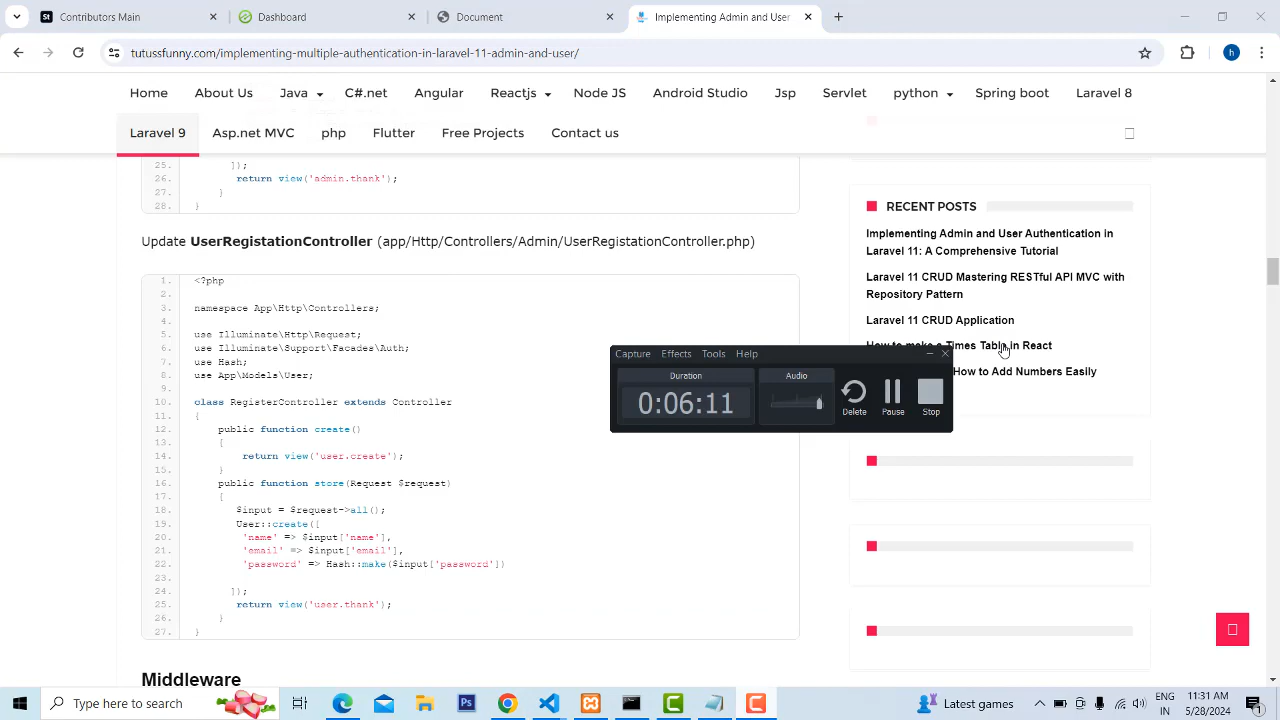 Contributors Main
Dashboard
Document
Implementing Admin and User
tutussfunny.com/implementing-multiple-authentication-in-laravel-11-admin-and-user/
h
Home About Us Java C#.net Angular Reactjs Node JS Android Studio Jsp Servlet python Spring boot Laravel 8
Laravel 9 Asp.net MVC php Flutter Free Projects Contact us
25. ]);
26. return view('admin.thank');
27. }
28. }
Update UserRegistationController (app/Http/Controllers/Admin/UserRegistationController.php)
1. <?php
2.
3. namespace App\Http\Controllers;
4.
5. use Illuminate\Http\Request;
6. use Illuminate\Support\Facades\Auth;
7. use Hash;
8. use App\Models\User;
9.
10. class RegisterController extends Controller
11. {
12. public function create()
13. {
14. return view('user.create');
15. }
16. public function store(Request $request)
17. {
18. $input = $request->all();
19. User::create([
20. 'name' => $input['name'],
21. 'email' => $input['email'],
22. 'password' => Hash::make($input['password'])
23.
24. ]);
25. return view('user.thank');
26. }
27. }
Middleware
RECENT POSTS
Implementing Admin and User Authentication in
Laravel 11: A Comprehensive Tutorial
Laravel 11 CRUD Mastering RESTful API MVC with
Repository Pattern
Laravel 11 CRUD Application
How to make a Times Table in React
How to Add Numbers Easily
Capture Effects Tools Help
Duration
0:06:11
Audio
Delete Pause Stop
Type here to search
Latest games
ENG
IN
11:31 AM
5/28/2024